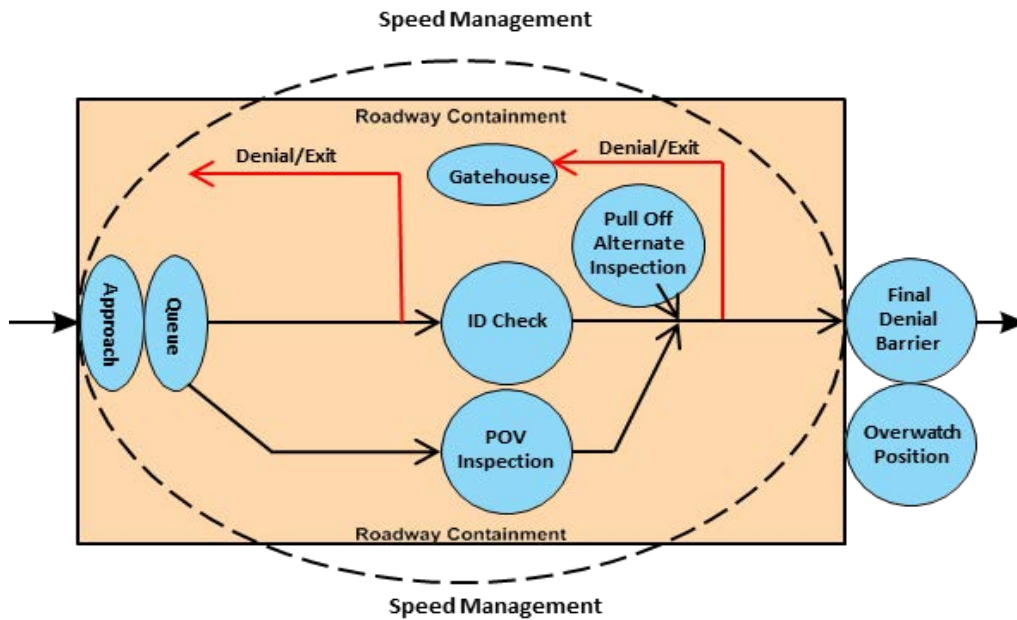 Speed Management
Roadway Containment
Denial/Exit
Denial/Exit
Gatehouse
Pull Off
Alternate
Inspection
Approach
Queue
ID Check
Final
Denial
Barrier
POV
Inspection
Overwatch
Position
Roadway Containment
Speed Management